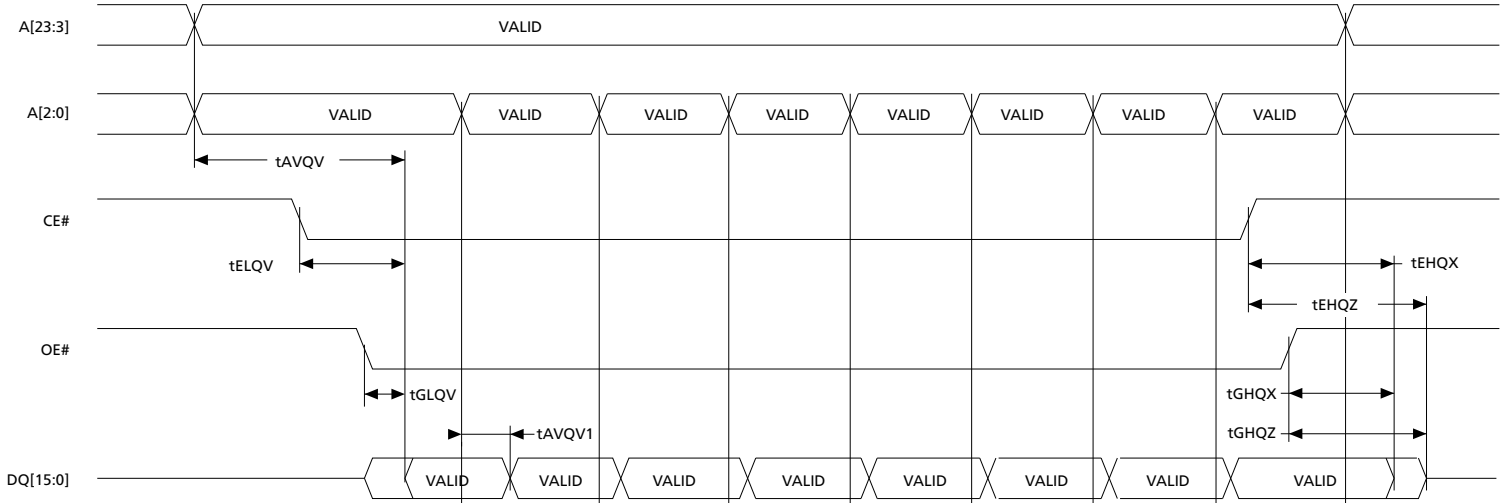 A[23:3] VALID
A[2:0] VALID VALID VALID VALID VALID VALID VALID VALID
tAVQV
CE#
tELQV tEHQX
tEHQZ
OE#
tGLQV tGHQX
tAVQV1 tGHQZ
DQ[15:0] VALID VALID VALID VALID VALID VALID VALID VALID